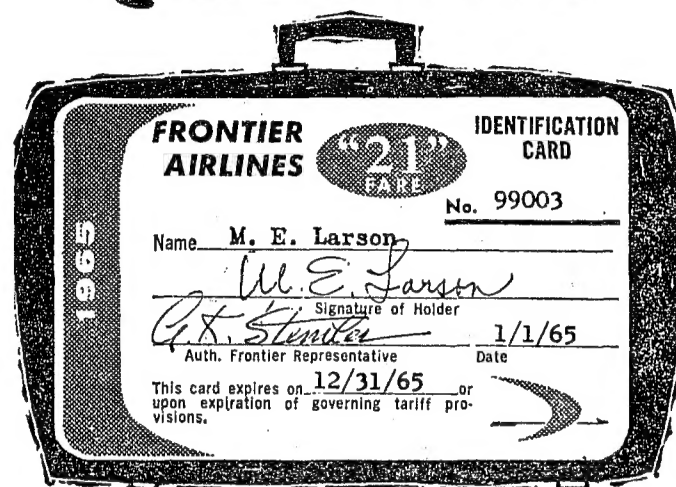 FRONTIER
AIRLINES
"21"
FARE
IDENTIFICATION
CARD
No. 99003
1965
Name M. E. Larson
M. E. Larson
Signature of Holder
G. K.
Auth. Frontier Representative
1/1/65
Date
This card expires on 12/31/65 or
upon expiration of governing tariff pro-
visions.